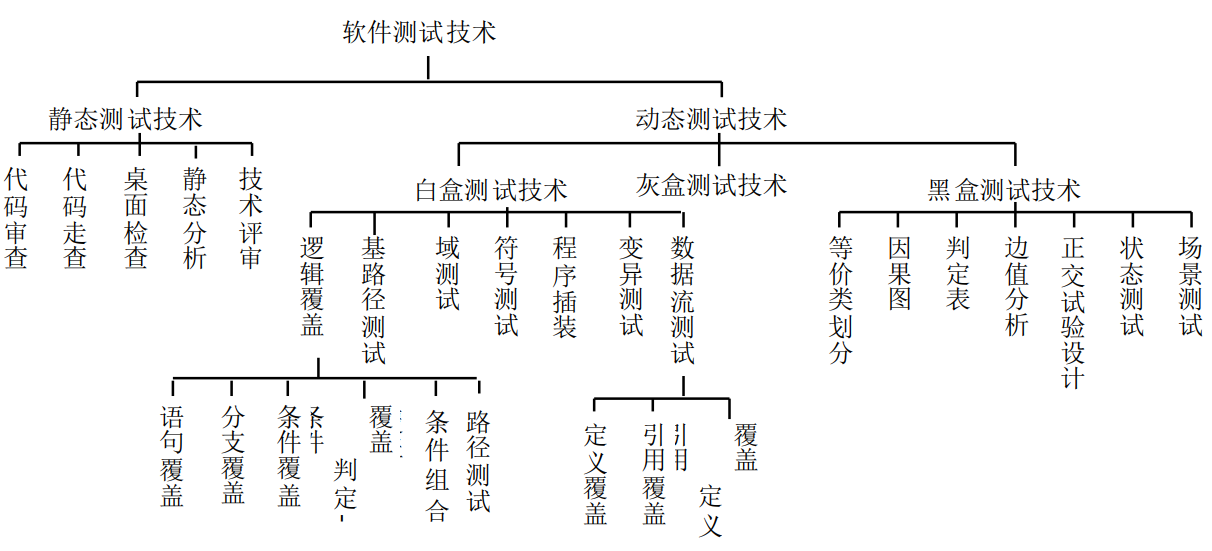 软件测试技术
静态测试技术
动态测试技术
代码审查
代码走查
桌面检查
静态分析
技术评审
白盒测试技术
灰盒测试技术
黑盒测试技术
逻辑覆盖
基路径测试
域测试
符号测试
程序插装
变异测试
数据流测试
等价类划分
因果图
判定表
边值分析
正交试验设计
状态测试
场景测试
语句覆盖
分支覆盖
条件覆盖
判定
覆盖
条件组合
路径测试
定义覆盖
引用覆盖
引用
定义
覆盖